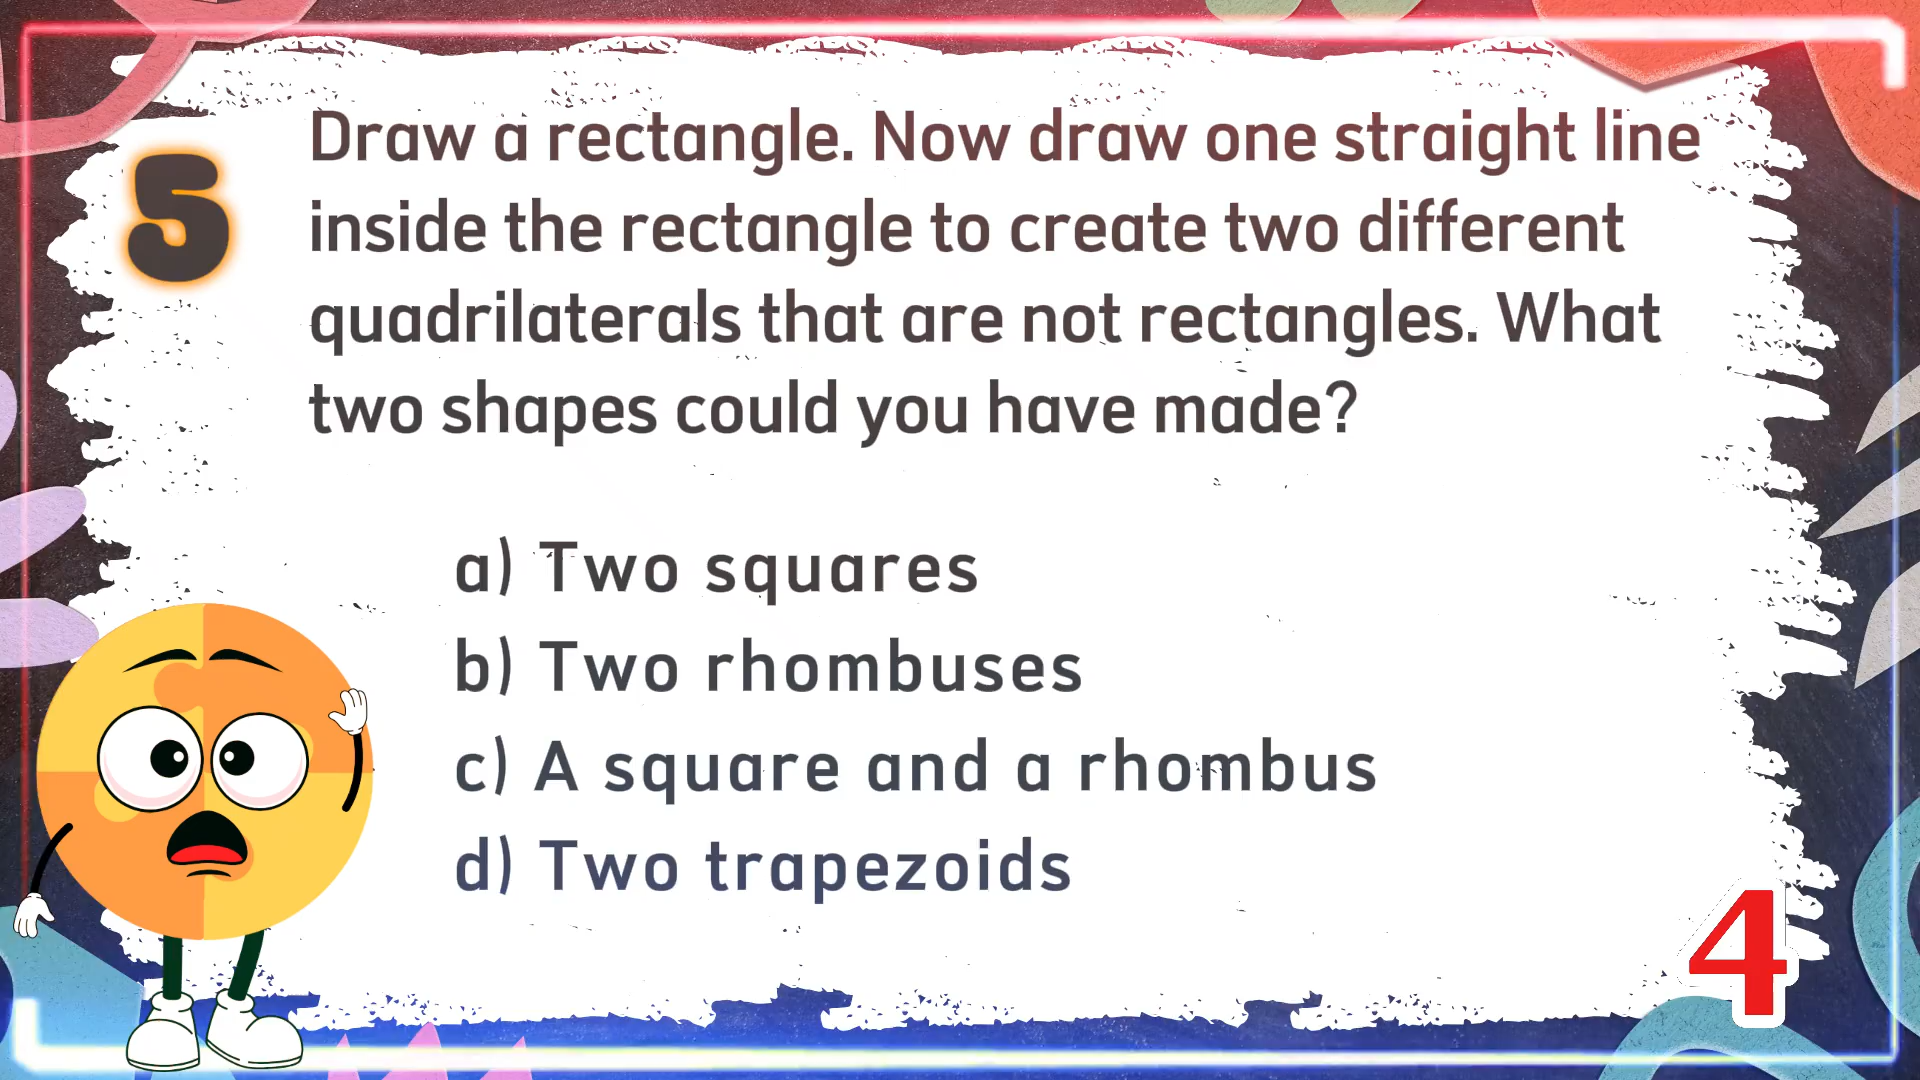 5
Draw a rectangle. Now draw one straight line
inside the rectangle to create two different
quadrilaterals that are not rectangles. What
two shapes could you have made?
a) Two squares
b) Two rhombuses
c) A square and a rhombus
d) Two trapezoids
4